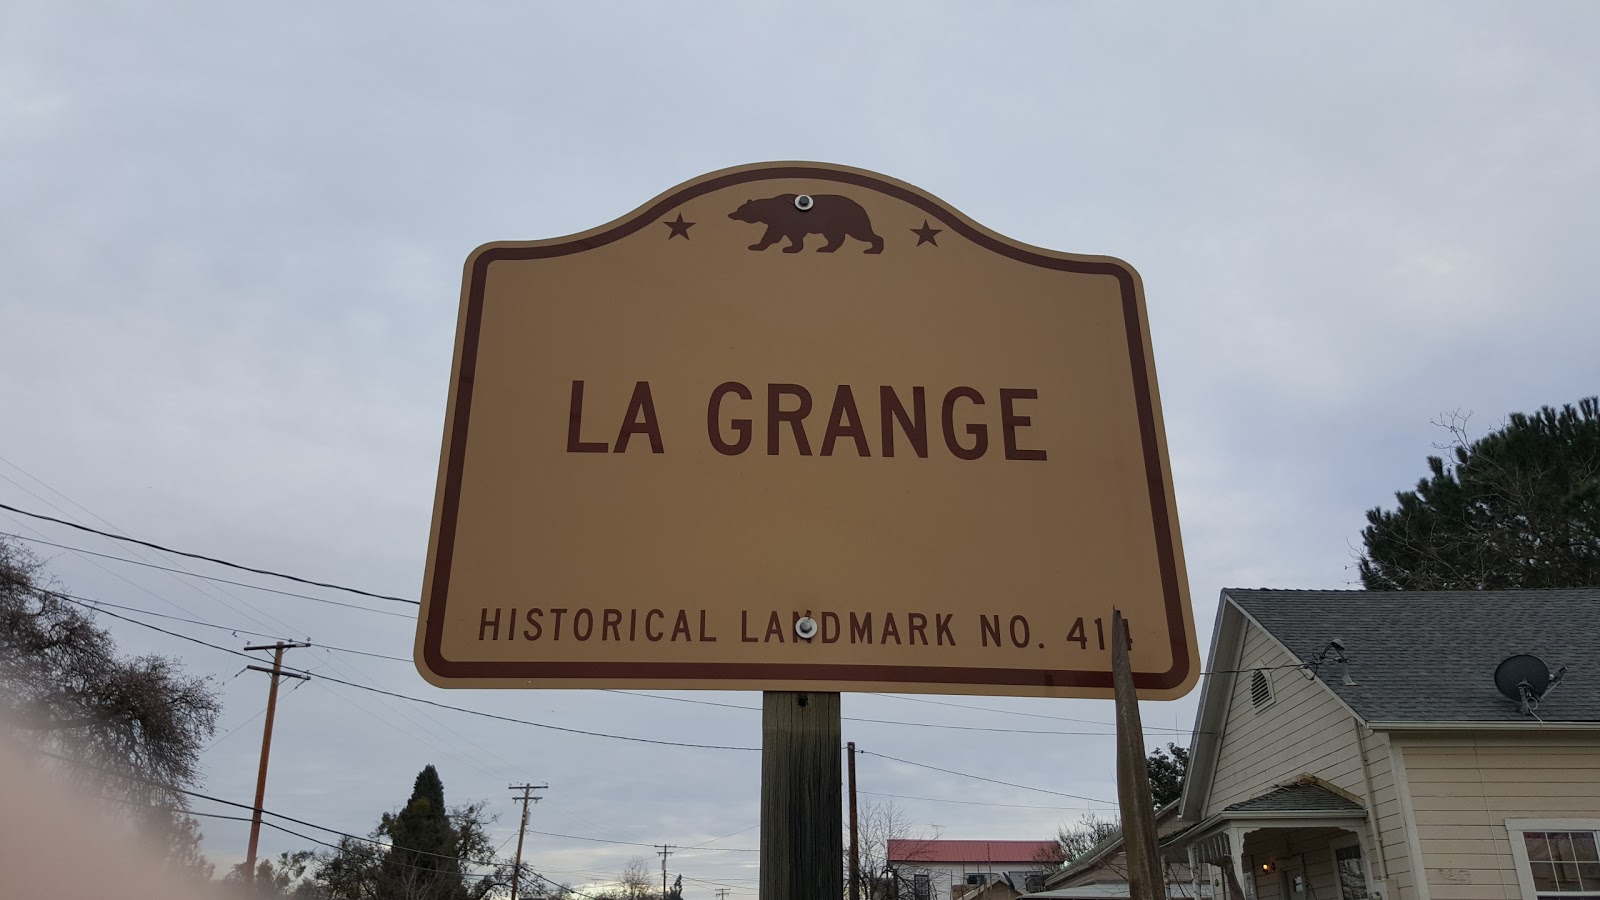 LA GRANGE
HISTORICAL LANDMARK NO. 414